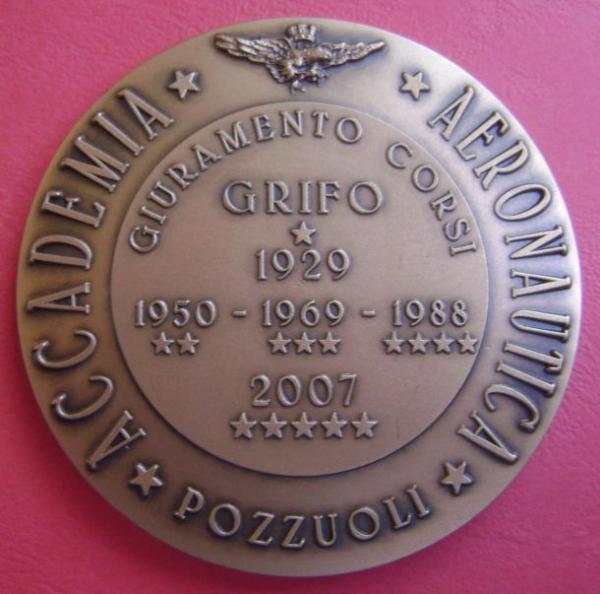 ACCADEMIA AERONAUTICA
POZZUOLI
GIURAMENTO CORSI
GRIFO
1929
1950 - 1969 - 1988
2007